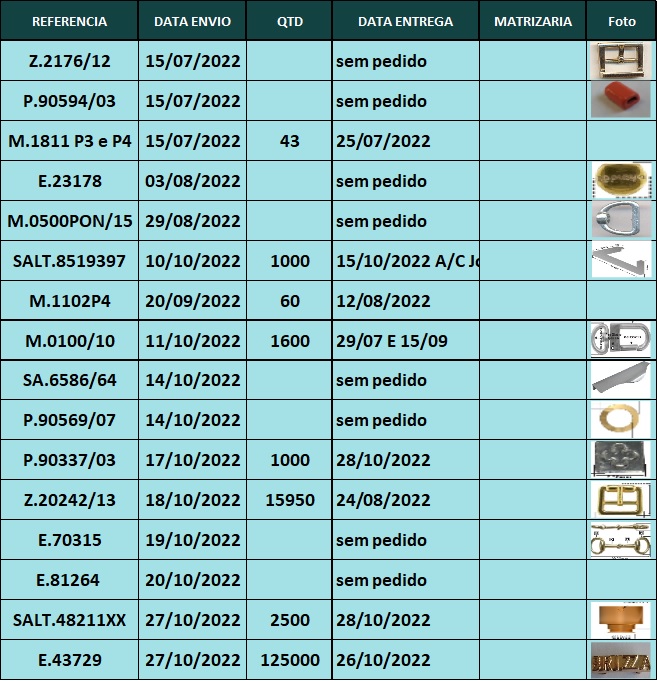 REFERENCIA DATA ENVIO QTD DATA ENTREGA MATRIZARIA Foto
Z.2176/12 15/07/2022 sem pedido
P.90594/03 15/07/2022 sem pedido
M.1811 P3 e P4 15/07/2022 43 25/07/2022
E.23178 03/08/2022 sem pedido
M.0500PON/15 29/08/2022 sem pedido
SALT.8519397 10/10/2022 1000 15/10/2022 A/C
M.1102P4 20/09/2022 60 12/08/2022
M.0100/10 11/10/2022 1600 29/07 E 15/09
SA.6586/64 14/10/2022 sem pedido
P.90569/07 14/10/2022 sem pedido
P.90337/03 17/10/2022 1000 28/10/2022
Z.20242/13 18/10/2022 15950 24/08/2022
E.70315 19/10/2022 sem pedido
E.81264 20/10/2022 sem pedido
SALT.48211XX 27/10/2022 2500 28/10/2022
E.43729 27/10/2022 125000 26/10/2022